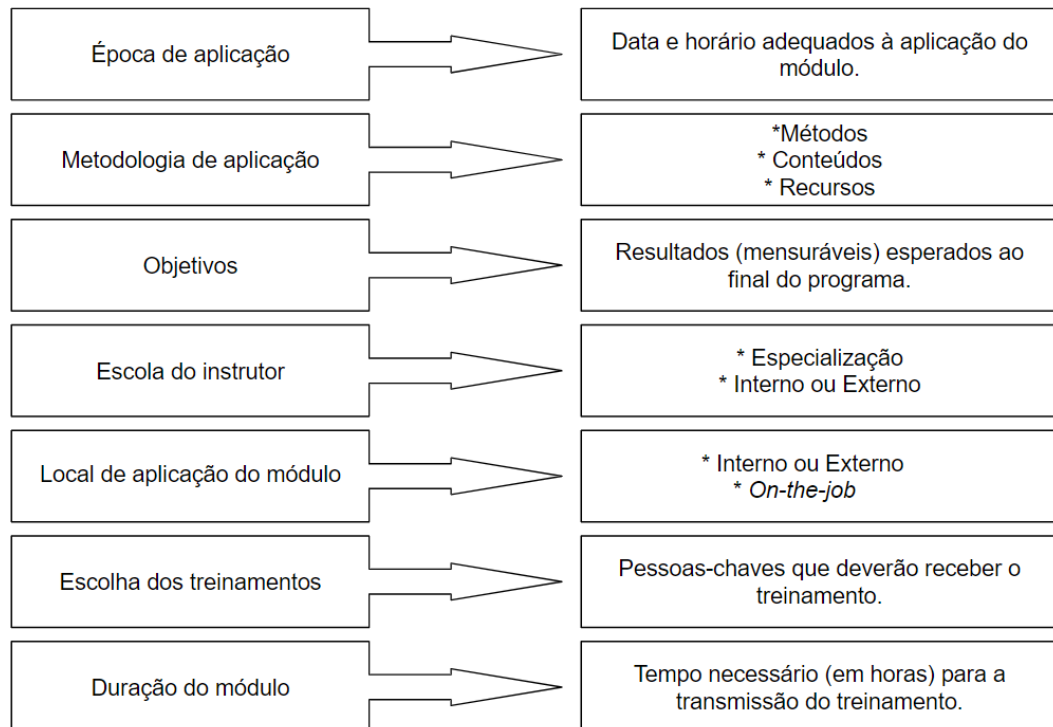 Época de aplicação
Data e horário adequados à aplicação do
módulo.
Metodologia de aplicação
*Métodos
* Conteúdos
* Recursos
Objetivos
Resultados (mensuráveis) esperados ao
final do programa.
Escola do instrutor
* Especialização
* Interno ou Externo
Local de aplicação do módulo
* Interno ou Externo
* On-the-job
Escolha dos treinamentos
Pessoas-chaves que deverão receber o
treinamento.
Duração do módulo
Tempo necessário (em horas) para a
transmissão do treinamento.